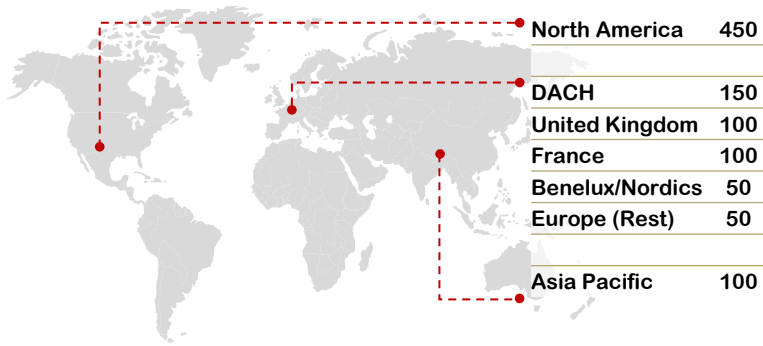 North America 450
DACH 150
United Kingdom 100
France 100
Benelux/Nordics 50
Europe (Rest) 50
Asia Pacific 100